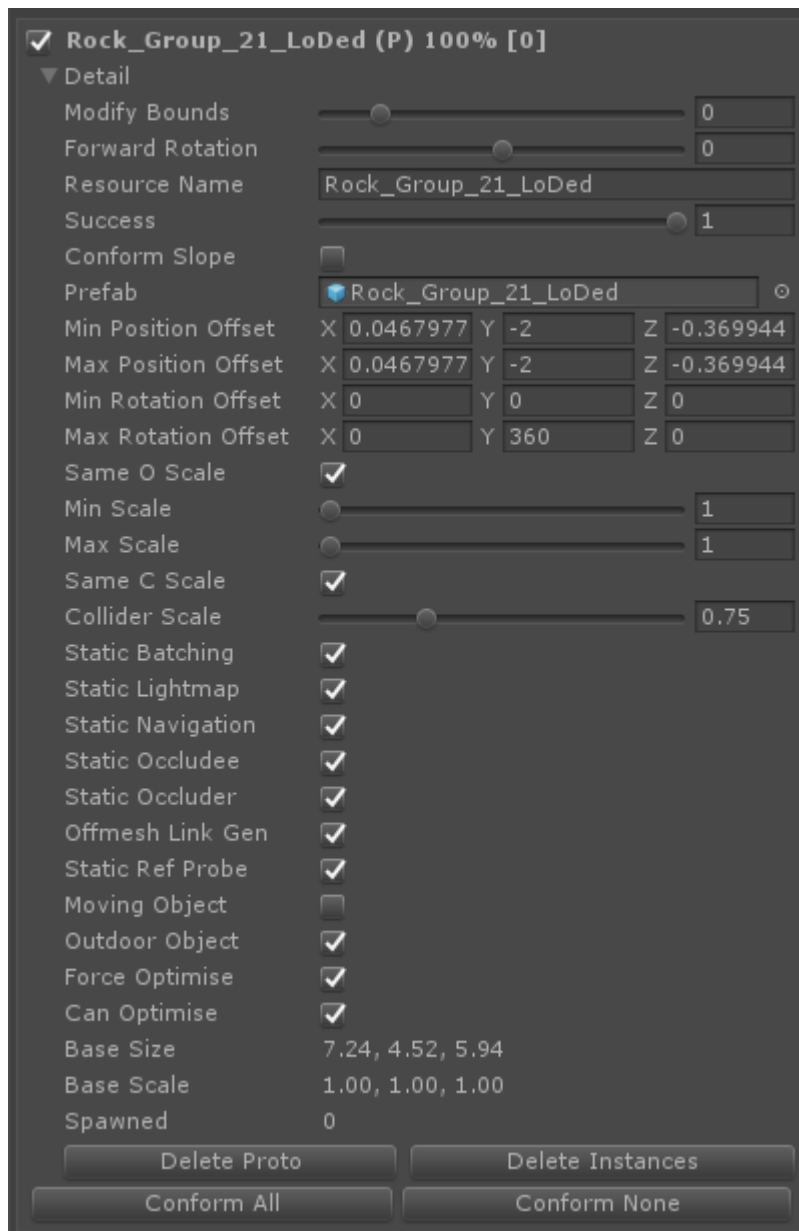 Rock_Group_21_LoDed (P) 100% [0]
Detail
Modify Bounds 0
Forward Rotation 0
Resource Name Rock_Group_21_LoDed
Success 1
Conform Slope
Prefab Rock_Group_21_LoDed
Min Position Offset X 0.0467977 Y -2 Z -0.369944
Max Position Offset X 0.0467977 Y -2 Z -0.369944
Min Rotation Offset X 0 Y 0 Z 0
Max Rotation Offset X 0 Y 360 Z 0
Same O Scale
Min Scale 1
Max Scale 1
Same C Scale
Collider Scale 0.75
Static Batching
Static Lightmap
Static Navigation
Static Occludee
Static Occluder
Offmesh Link Gen
Static Ref Probe
Moving Object
Outdoor Object
Force Optimise
Can Optimise
Base Size 7.24, 4.52, 5.94
Base Scale 1.00, 1.00, 1.00
Spawned 0
Delete Proto Delete Instances
Conform All Conform None